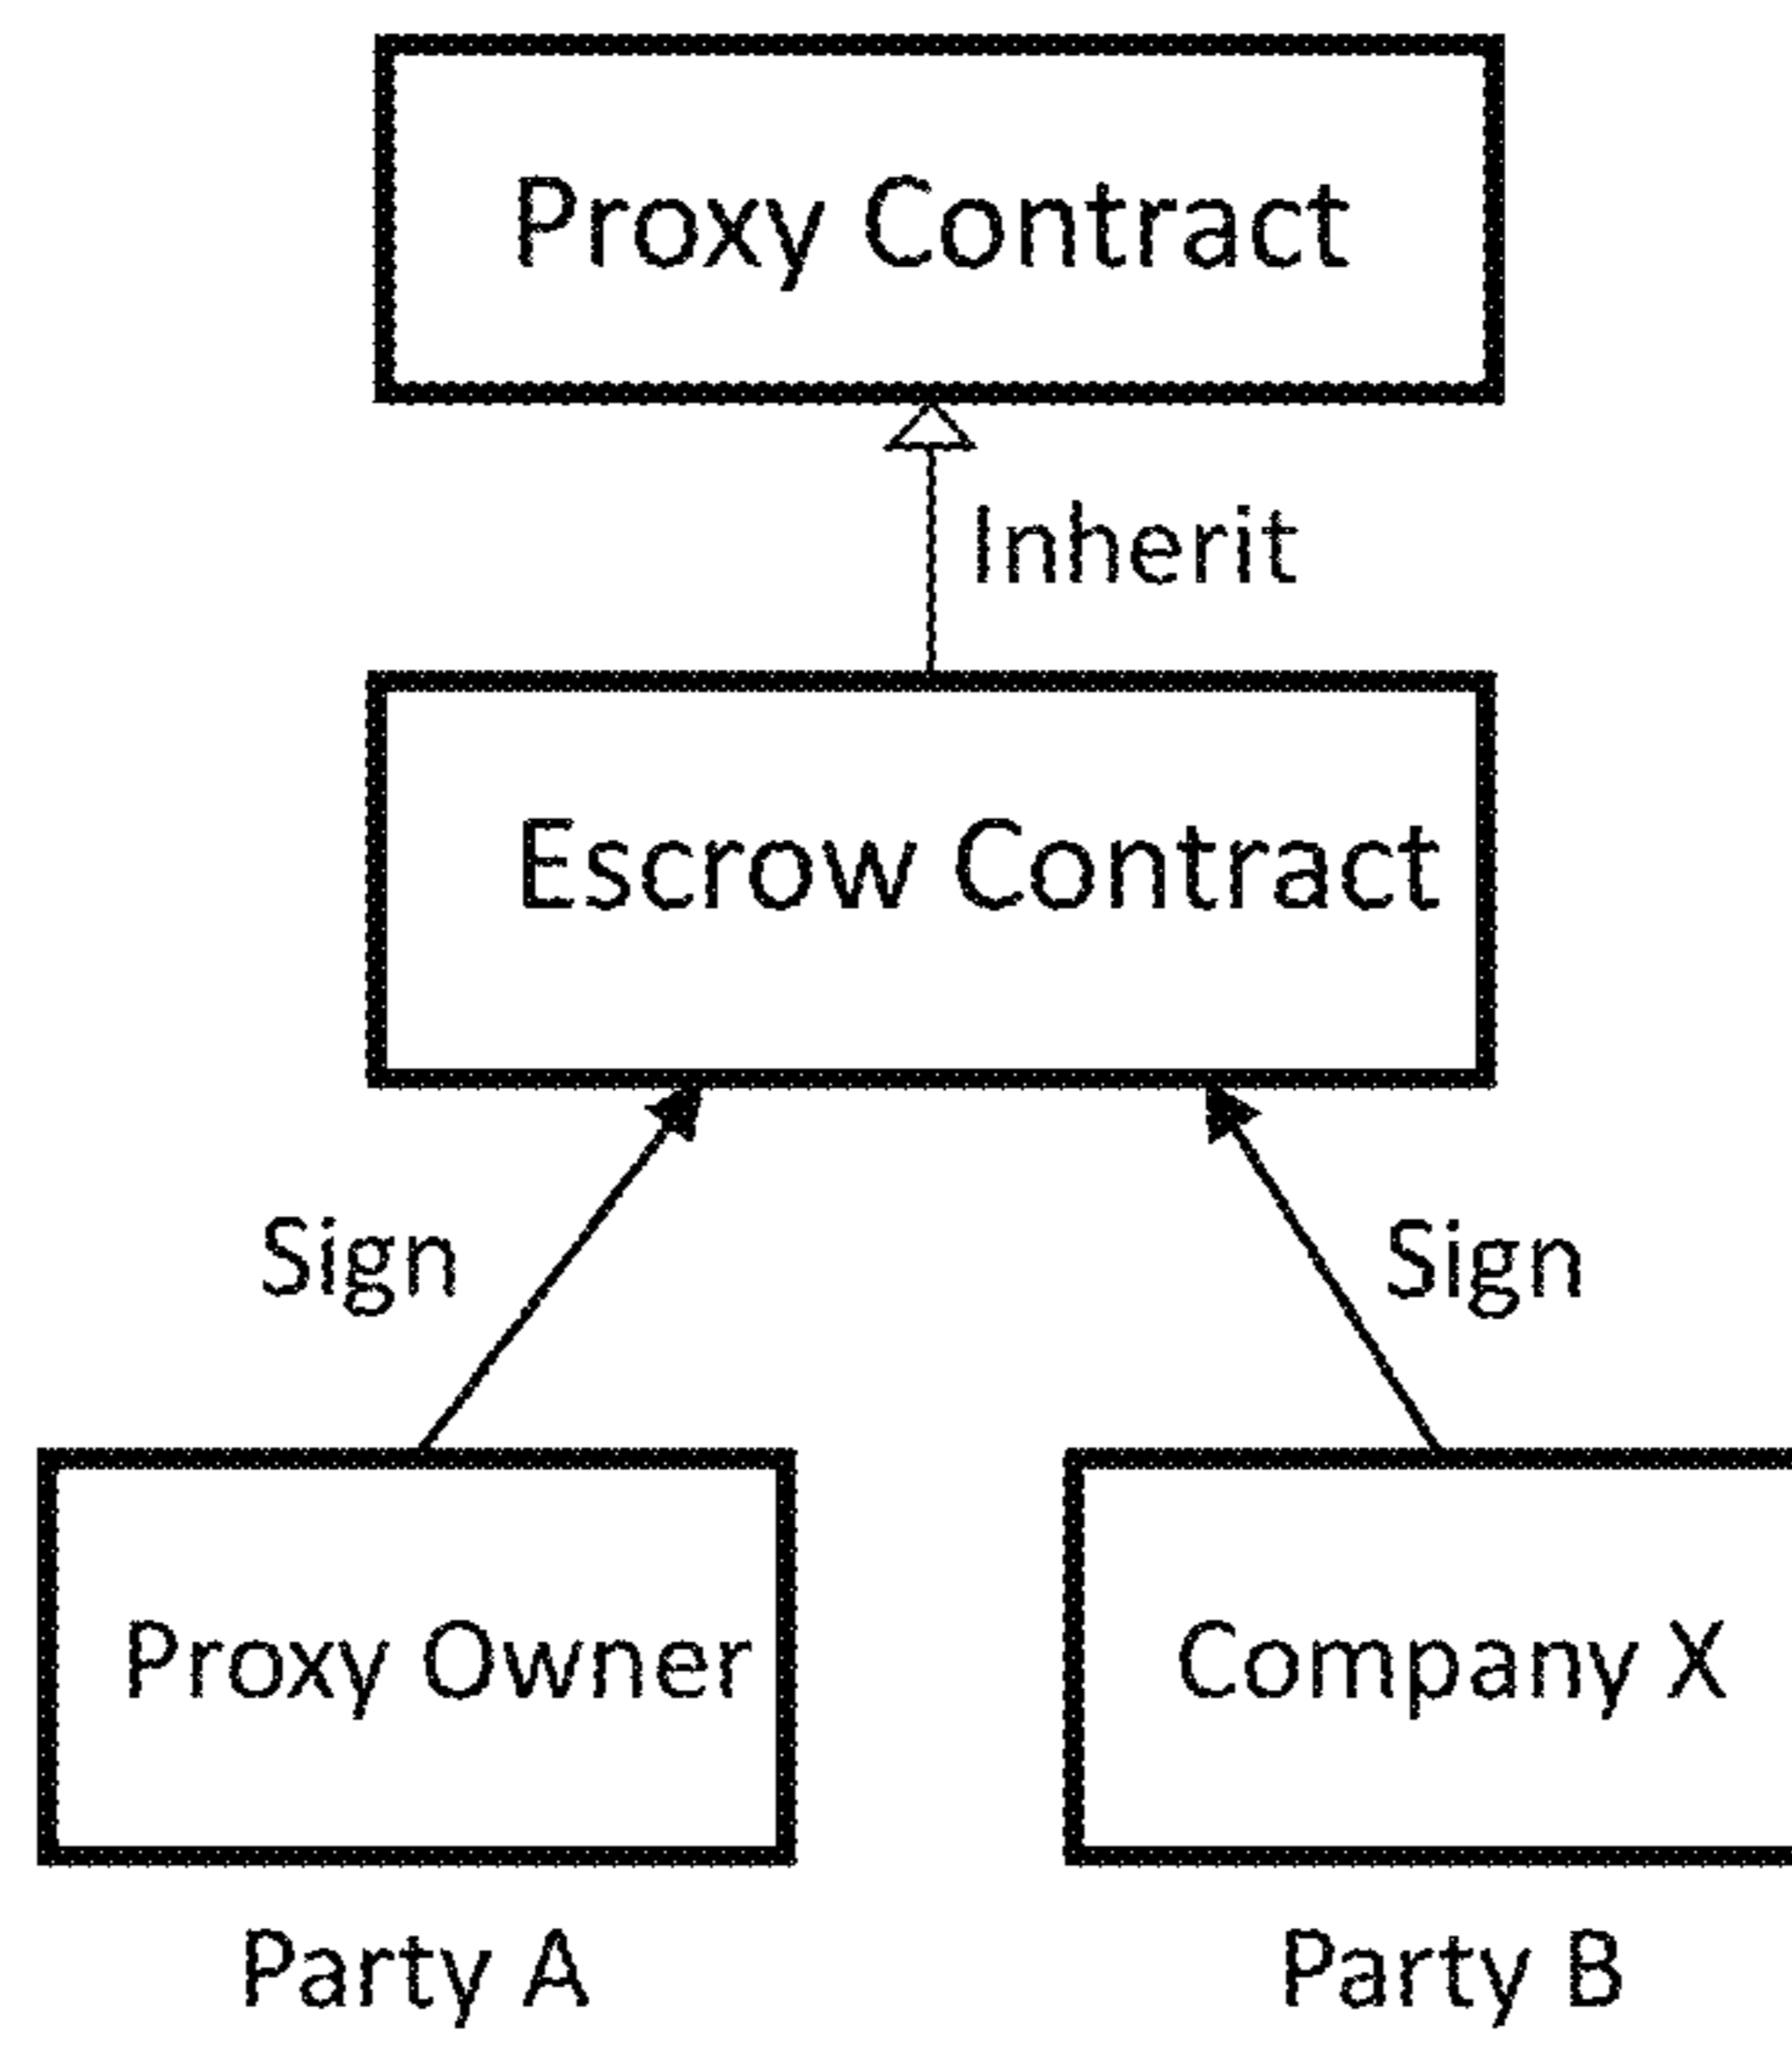 Proxy Contract
Inherit
Escrow Contract
Sign
Sign
Proxy Owner
Company X
Party A
Party B